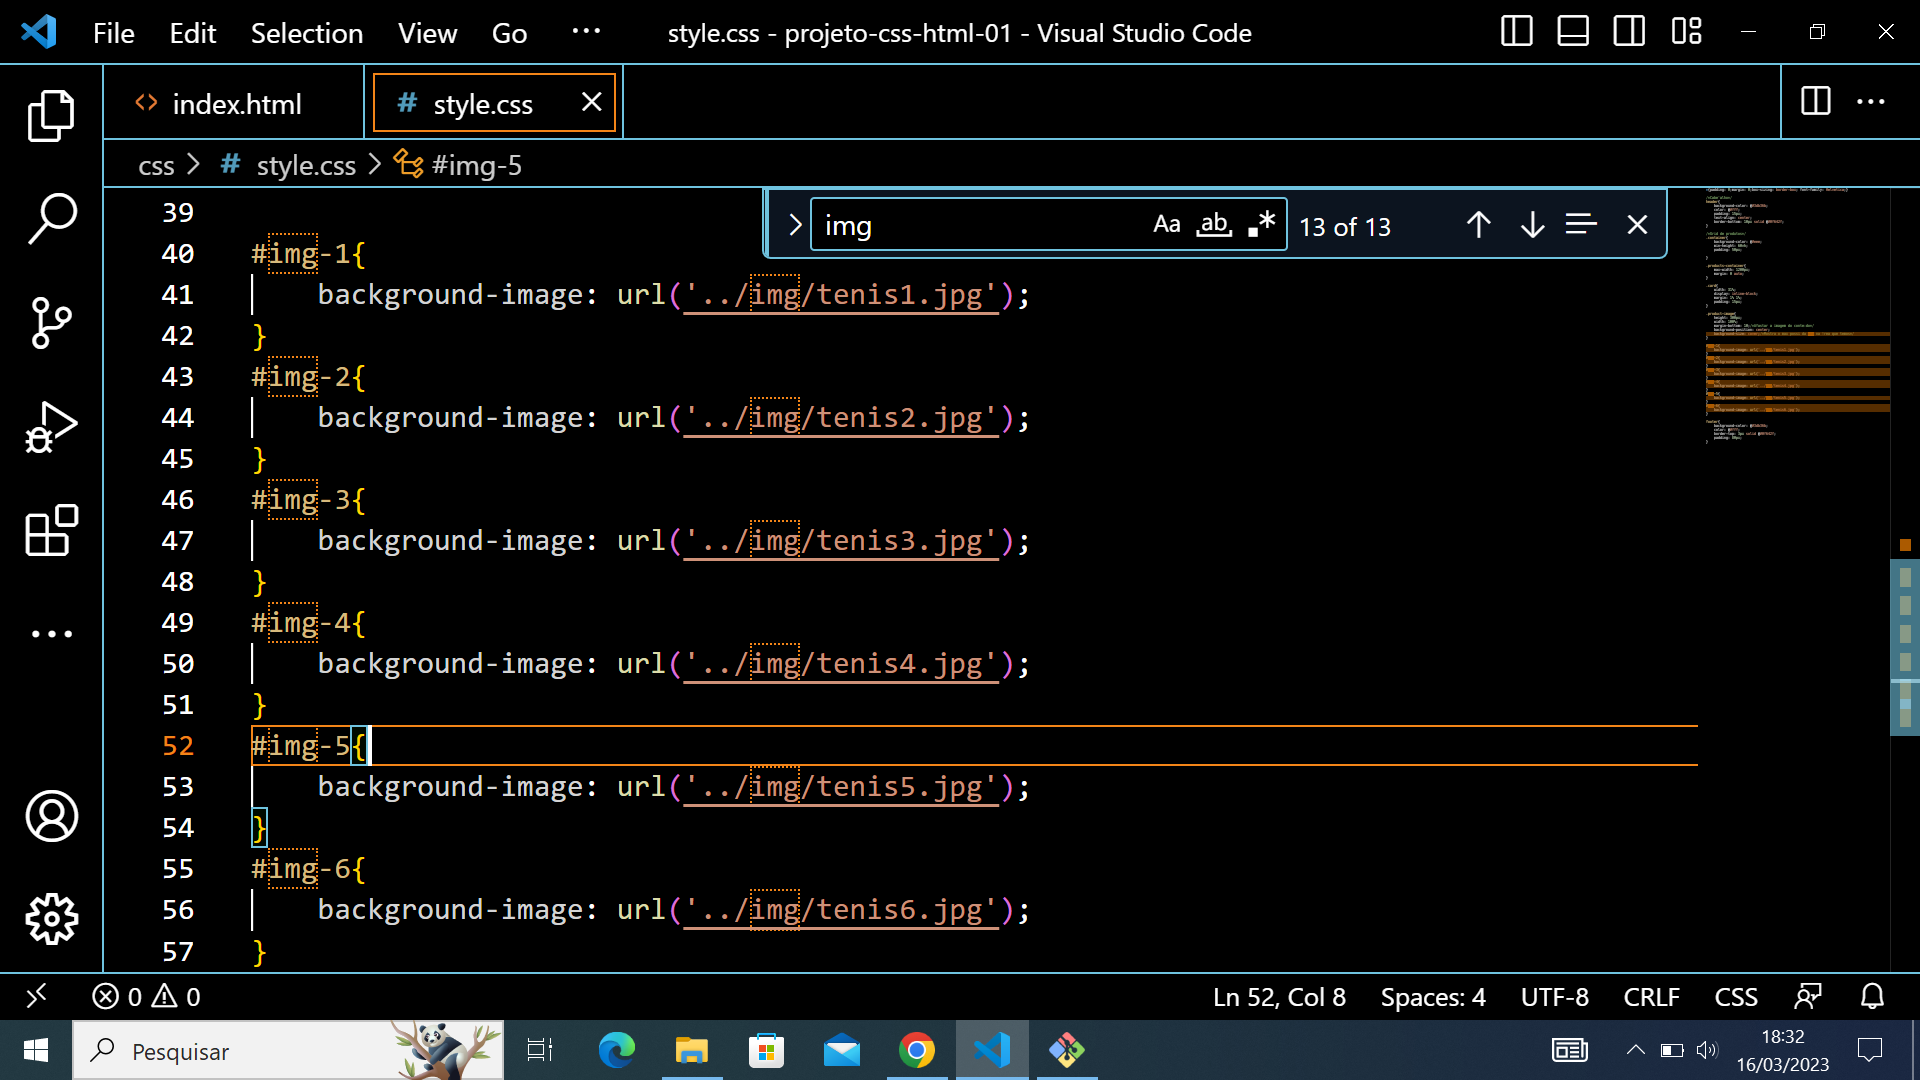 File Edit Selection View Go ···
style.css - projeto-css-html-01 - Visual Studio Code
index.html
# style.css
css > # style.css > #img-5
img Aa ab 13 of 13
39
40 #img-1{
41 background-image: url('../img/tenis1.jpg');
42 }
43 #img-2{
44 background-image: url('../img/tenis2.jpg');
45 }
46 #img-3{
47 background-image: url('../img/tenis3.jpg');
48 }
49 #img-4{
50 background-image: url('../img/tenis4.jpg');
51 }
52 #img-5{
53 background-image: url('../img/tenis5.jpg');
54 }
55 #img-6{
56 background-image: url('../img/tenis6.jpg');
57 }
0 0
Ln 52, Col 8 Spaces: 4 UTF-8 CRLF CSS
Pesquisar
18:32
16/03/2023